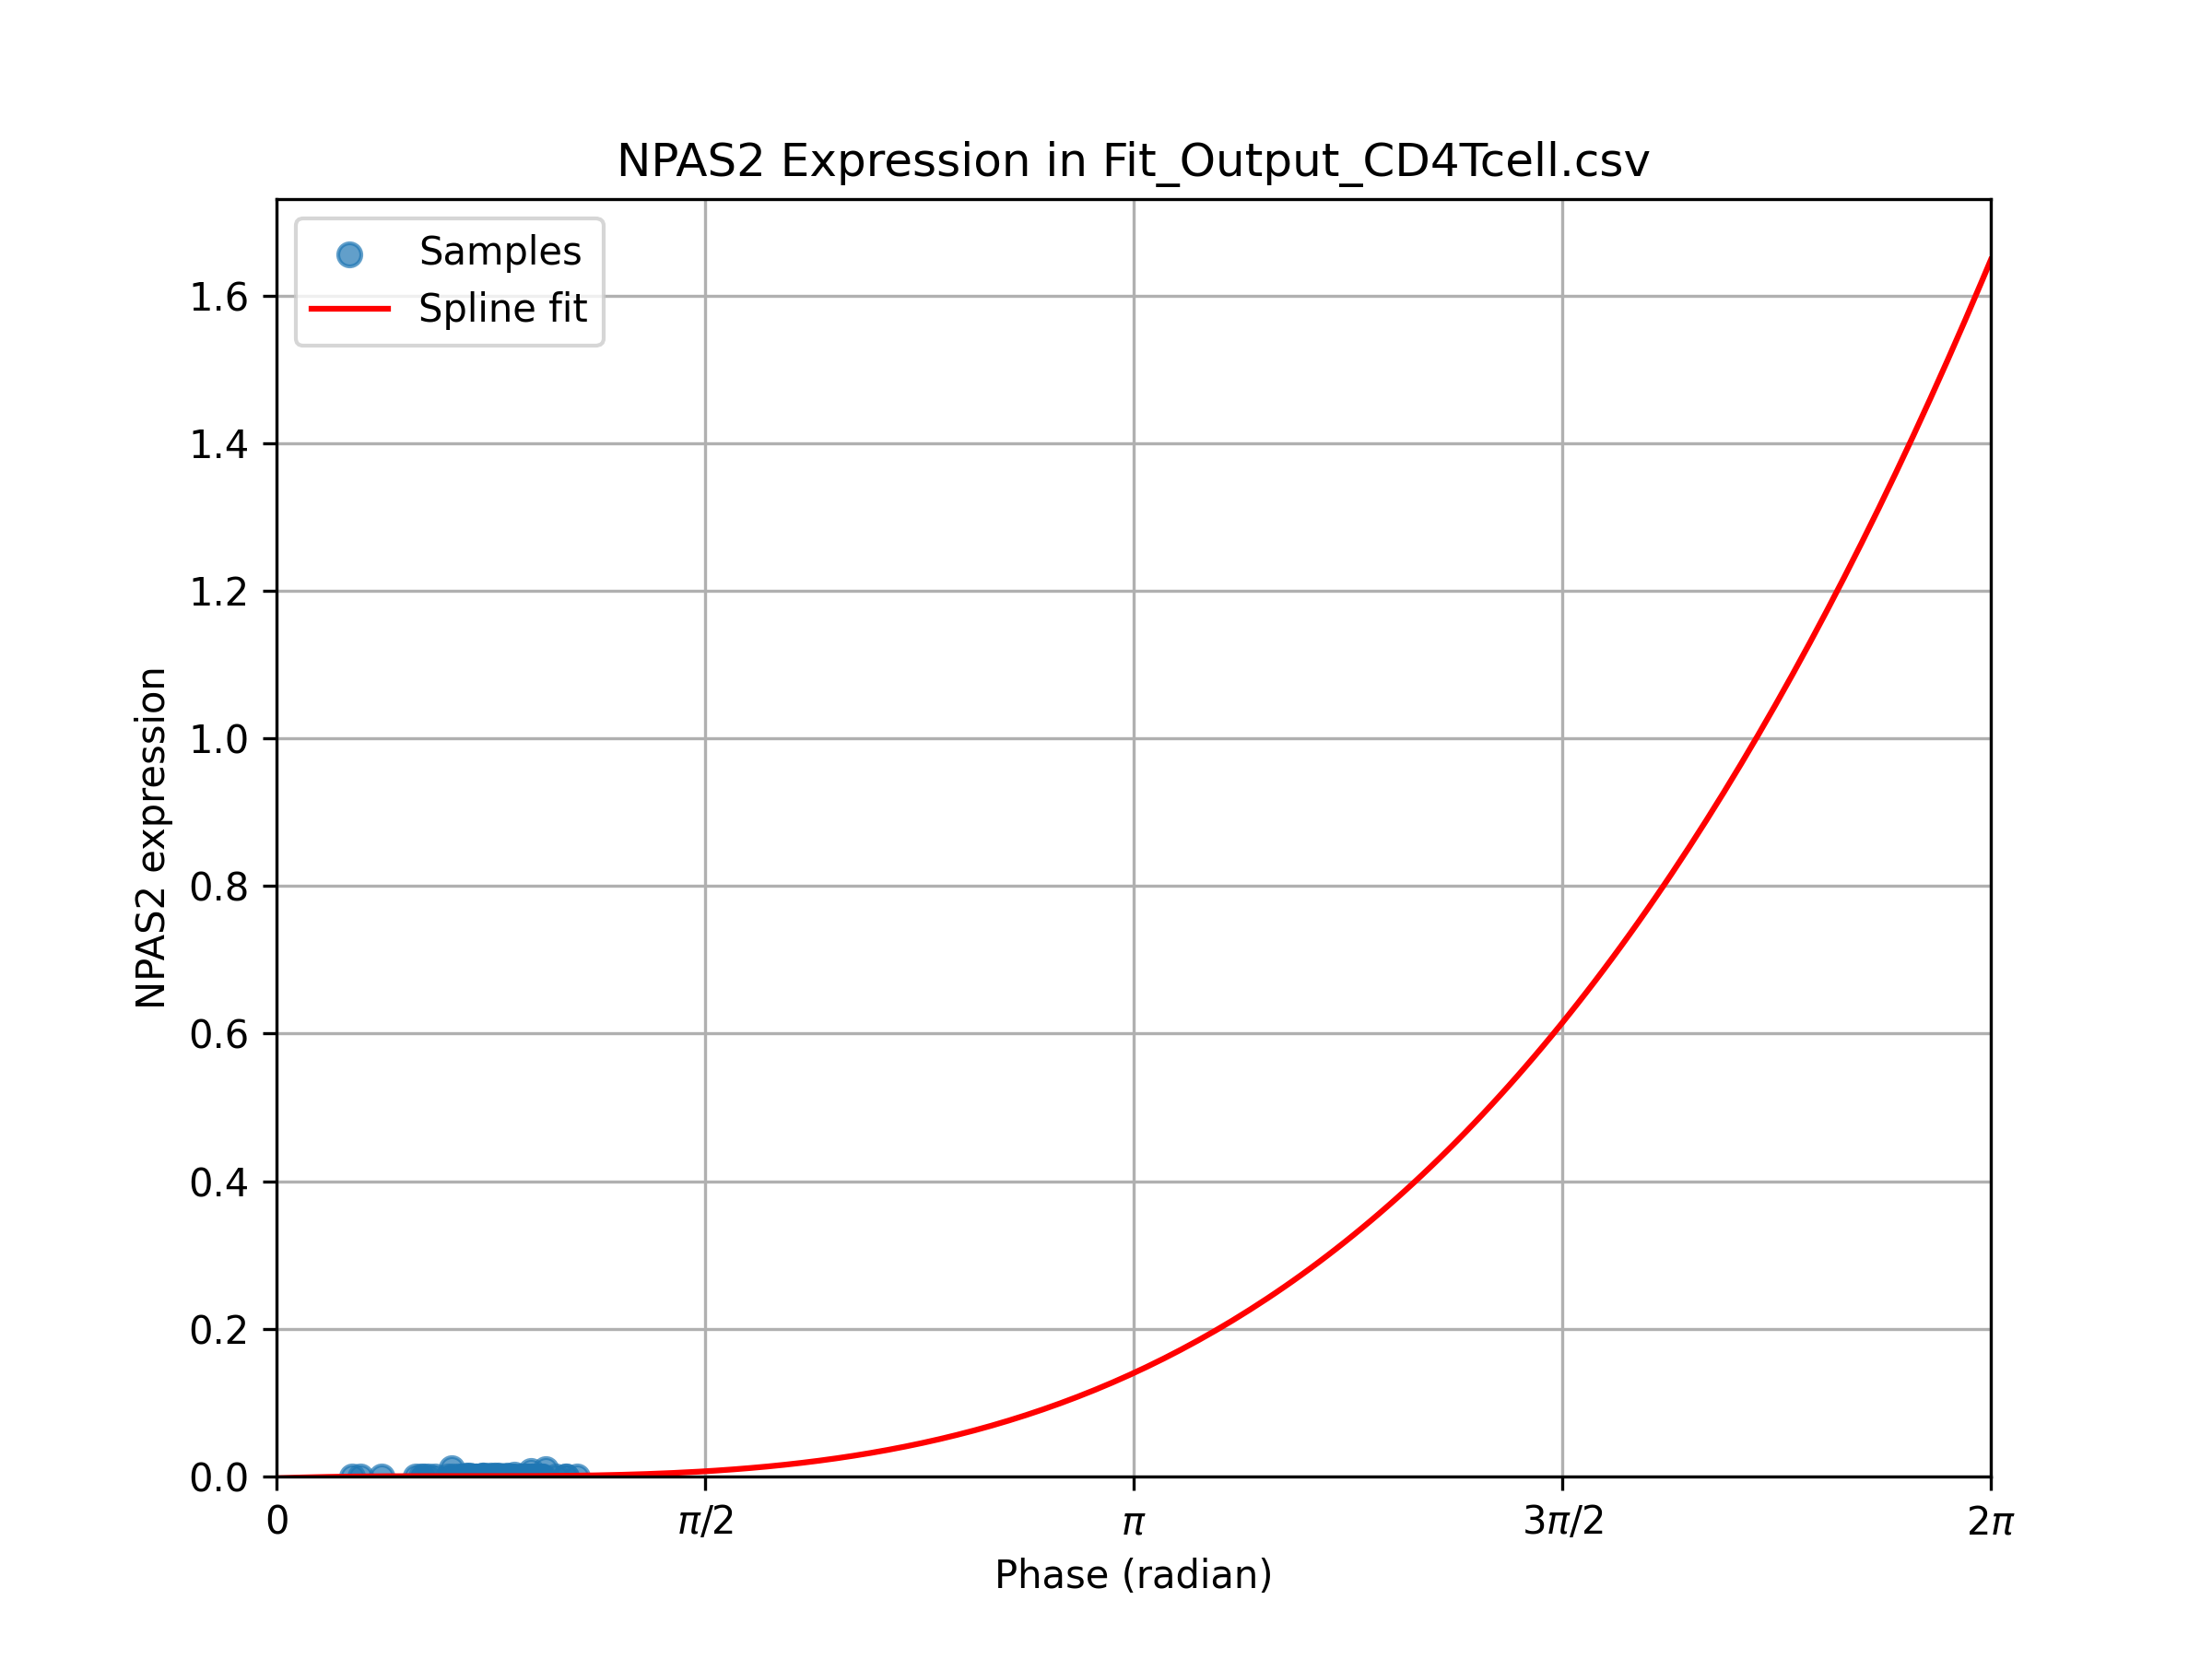 NPAS2 Expression in Fit_Output_CD4Tcell.csv
Samples
Spline fit
NPAS2 expression
1.6
1.4
1.2
1.0
0.8
0.6
0.4
0.2
0.0
0
π/2
π
3π/2
2π
Phase (radian)